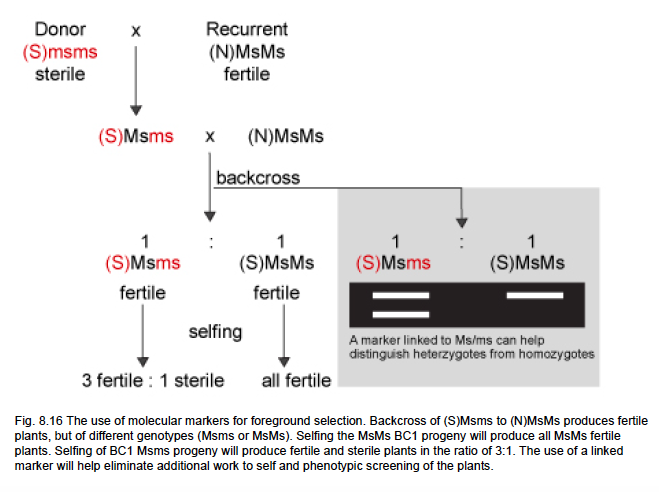 Donor x Recurrent
(S)msms (N)MsMs
sterile fertile
(S)Msms x (N)MsMs
backcross
1 : 1 1 : 1
(S)Msms (S)MsMs (S)Msms (S)MsMs
fertile fertile
A marker linked to Ms/ms can help
distinguish heterzygotes from homozygotes
selfing
3 fertile : 1 sterile all fertile
Fig. 8.16 The use of molecular markers for foreground selection. Backcross of (S)Msms to (N)MsMs produces fertile
plants, but of different genotypes (Msms or MsMs). Selfing the MsMs BC1 progeny will produce all MsMs fertile
plants. Selfing of BC1 Msms progeny will produce fertile and sterile plants in the ratio of 3:1. The use of a linked
marker will help eliminate additional work to self and phenotypic screening of the plants.